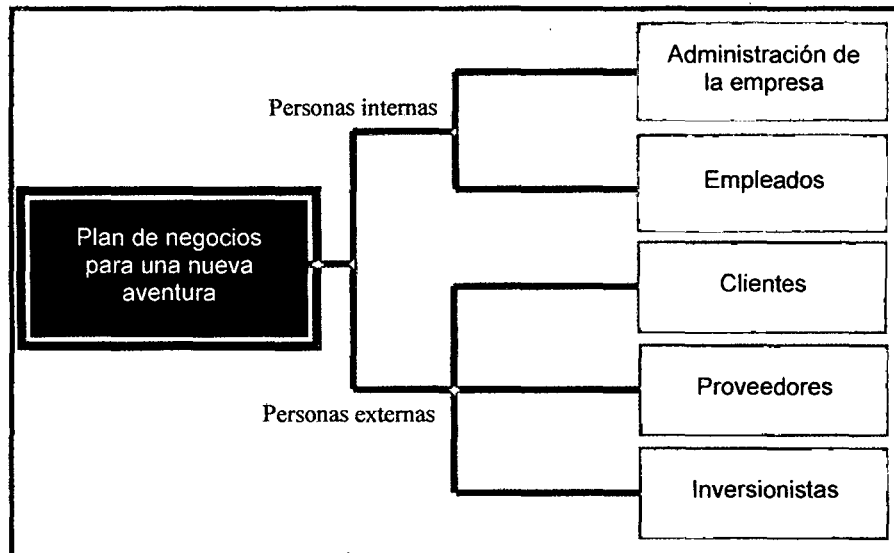 Plan de negocios
para una nueva
aventura
Personas internas
Administración de
la empresa
Empleados
Personas externas
Clientes
Proveedores
Inversionistas